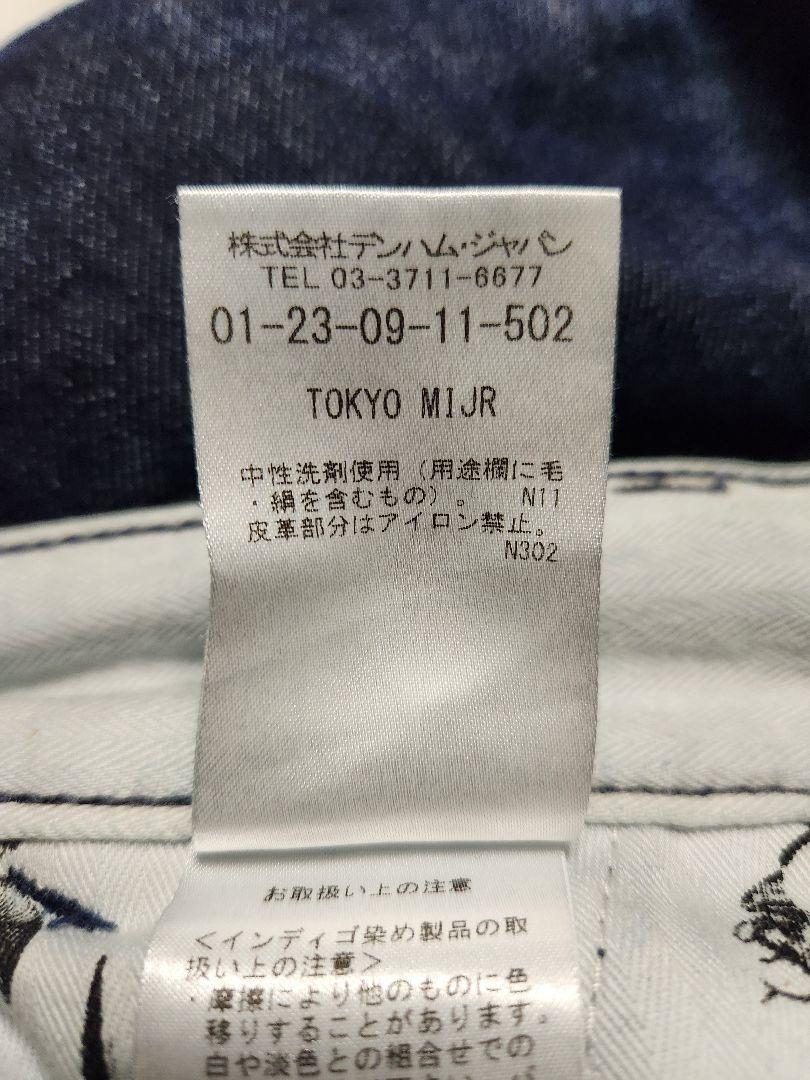 株式会社デンハム・ジャパン
TEL 03-3711-6677
01-23-09-11-502
TOKYO MIJR
中性洗剤使用（用途欄に毛
・絹を含むもの）。 N11
皮革部分はアイロン禁止。
N302
お取扱い上の注意
＜インディゴ染め製品の取
扱い上の注意＞
・摩擦により他のものに色
移りすることがあります。
白や淡色との組合せでの